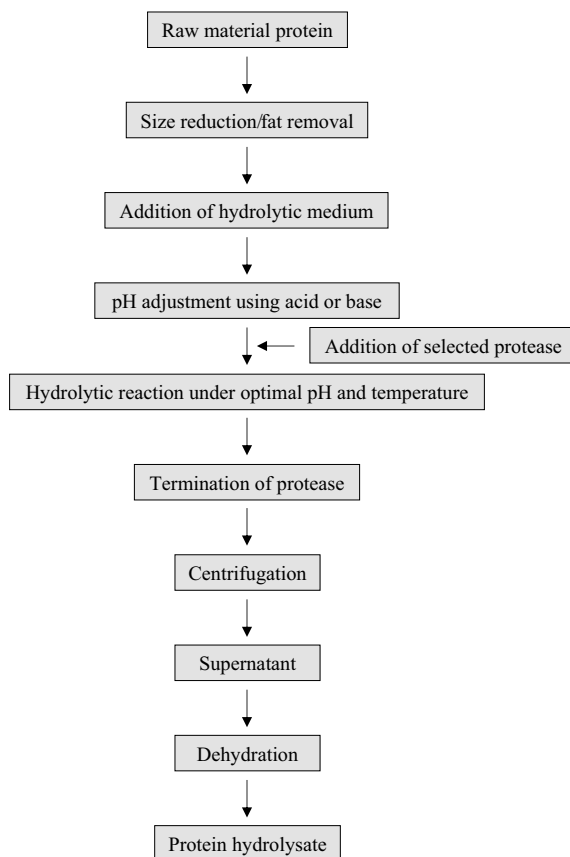 Raw material protein
Size reduction/fat removal
Addition of hydrolytic medium
pH adjustment using acid or base
Addition of selected protease
Hydrolytic reaction under optimal pH and temperature
Termination of protease
Centrifugation
Supernatant
Dehydration
Protein hydrolysate